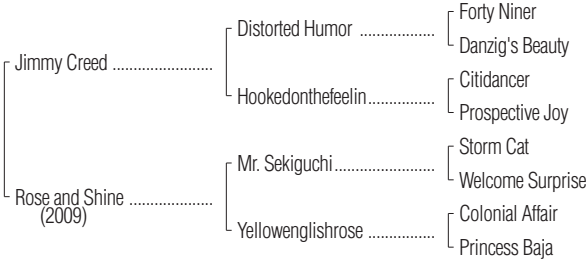 Forty Niner
Distorted Humor ..................
Danzig's Beauty
Jimmy Creed ........................
Citidancer
Hookedonthefeelin................
Prospective Joy
Storm Cat
Mr. Sekiguchi........................
Welcome Surprise
Rose and Shine ....................
(2009)
Colonial Affair
Yellowenglishrose ................
Princess Baja